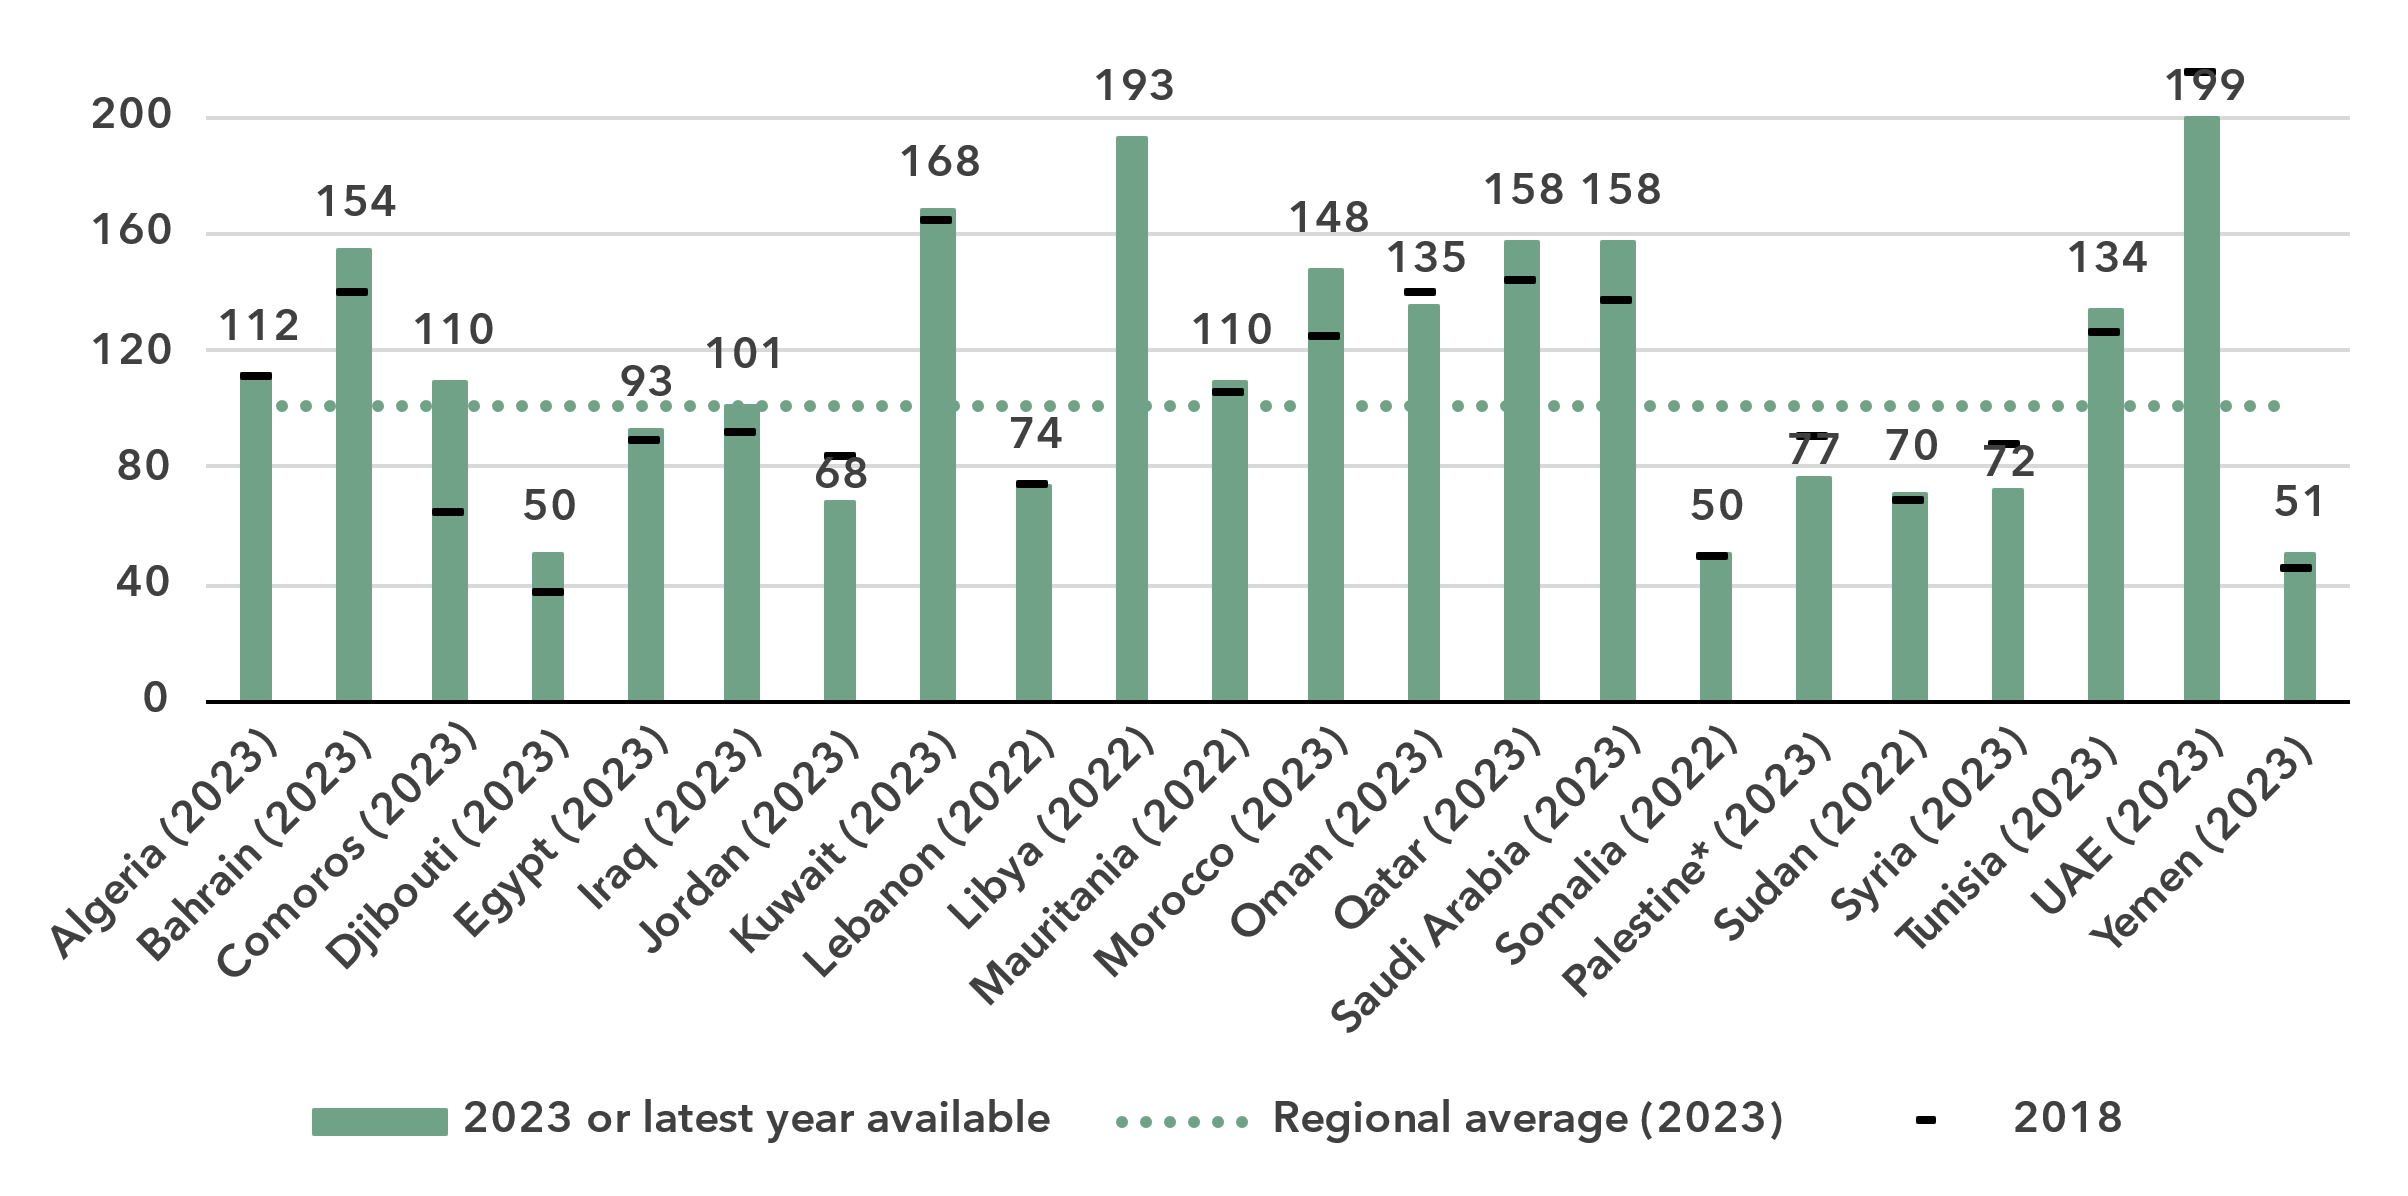 200
160
120
80
40
0
112
154
110
50
93
101
68
168
74
193
110
148
135
158
158
50
77
70
72
134
199
51
Algeria (2023)
Bahrain (2023)
Comoros (2023)
Djibouti (2023)
Egypt (2023)
Iraq (2023)
Jordan (2023)
Kuwait (2023)
Lebanon (2022)
Libya (2022)
Mauritania (2022)
Morocco (2023)
Oman (2023)
Qatar (2023)
Saudi Arabia (2023)
Somalia (2022)
Palestine* (2023)
Sudan (2022)
Syria (2023)
Tunisia (2023)
UAE (2023)
Yemen (2023)
2023 or latest year available
Regional average (2023)
2018